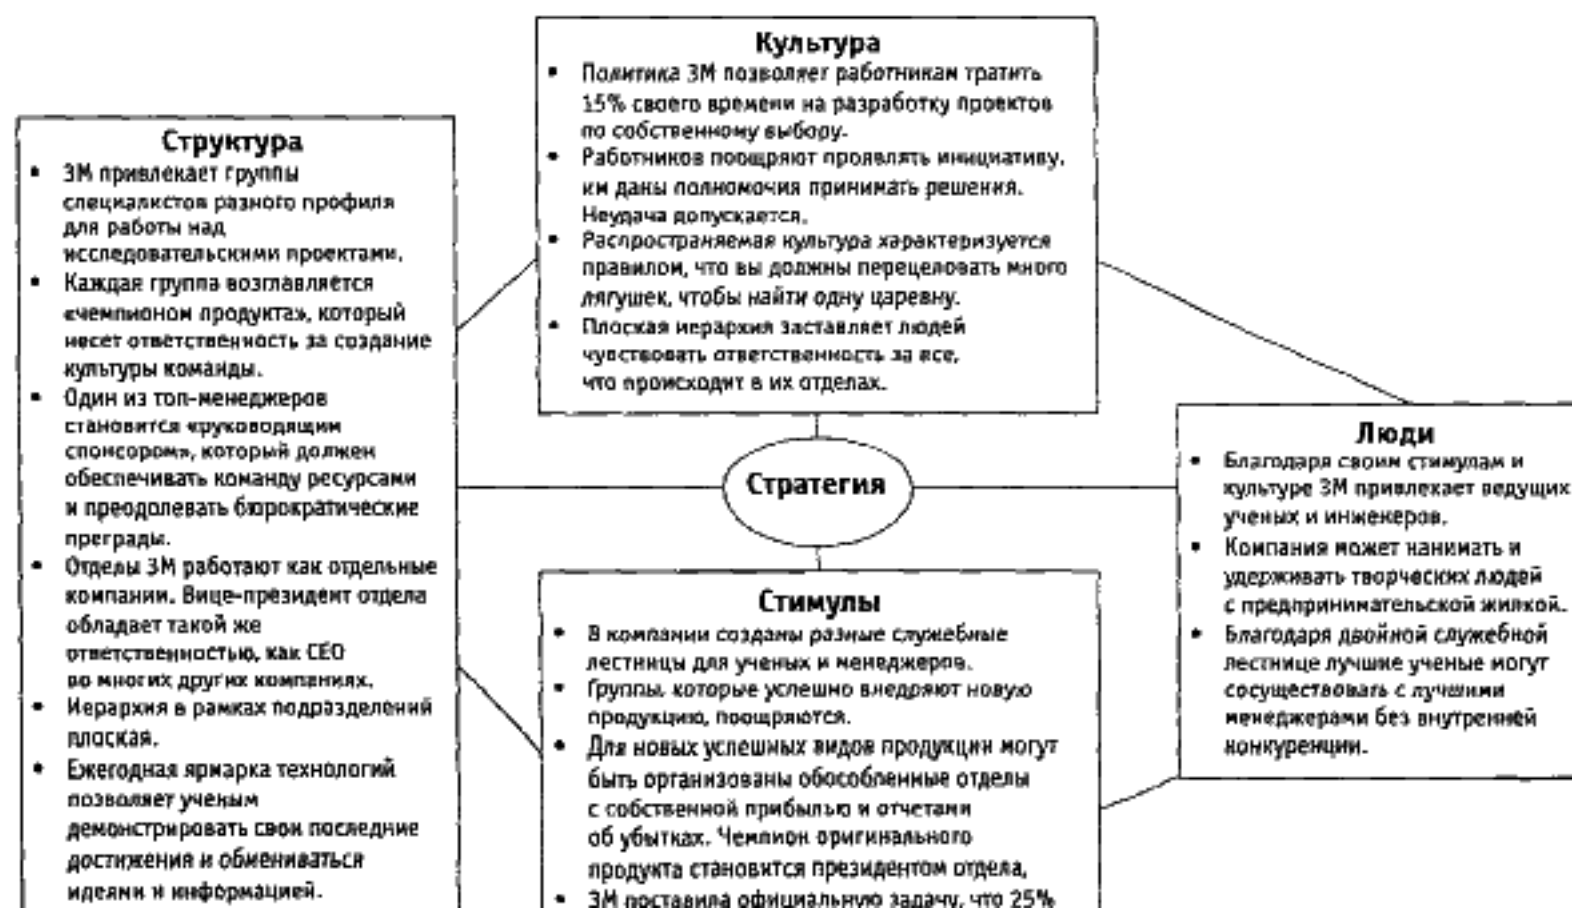 Культура
• Политика 3М позволяет работникам тратить
15% своего времени на разработку проектов
по собственному выбору.
• Работников поощряют проявлять инициативу,
им даны полномочия принимать решения.
Неудача допускается.
• Распространяемая культура характеризуется
правилом, что вы должны перецеловать много
лягушек, чтобы найти одну царевну.
• Плоская иерархия заставляет людей
чувствовать ответственность за все,
что происходит в их отделах.
Структура
• 3М привлекает группы
специалистов разного профиля
для работы над
исследовательскими проектами.
• Каждая группа возглавляется
«чемпионом продукта», который
несет ответственность за создание
культуры команды.
• Один из топ-менеджеров
становится «руководящим
спонсором», который должен
обеспечивать команду ресурсами
и преодолевать бюрократические
преграды.
• Отделы 3М работают как отдельные
компании. Вице-президент отдела
обладает такой же
ответственностью, как CEO
во многих других компаниях.
• Иерархия в рамках подразделений
плоская.
• Ежегодная ярмарка технологий
позволяет ученым
демонстрировать свои последние
достижения и обмениваться
идеями и информацией.
Стратегия
Люди
• Благодаря своим стимулам и
культуре 3М привлекает ведущих
ученых и инженеров.
• Компания может нанимать и
удерживать творческих людей
с предпринимательской жилкой.
• Благодаря двойной служебной
лестнице лучшие ученые могут
сосуществовать с лучшими
менеджерами без внутренней
конкуренции.
Стимулы
• В компании созданы разные служебные
лестницы для ученых и менеджеров.
• Группы, которые успешно внедряют новую
продукцию, поощряются.
• Для новых успешных видов продукции могут
быть организованы обособленные отделы
с собственной прибылью и отчетами
об убытках. Чемпион оригинального
продукта становится президентом отдела.
• 3М поставила официальную задачу, что 25%